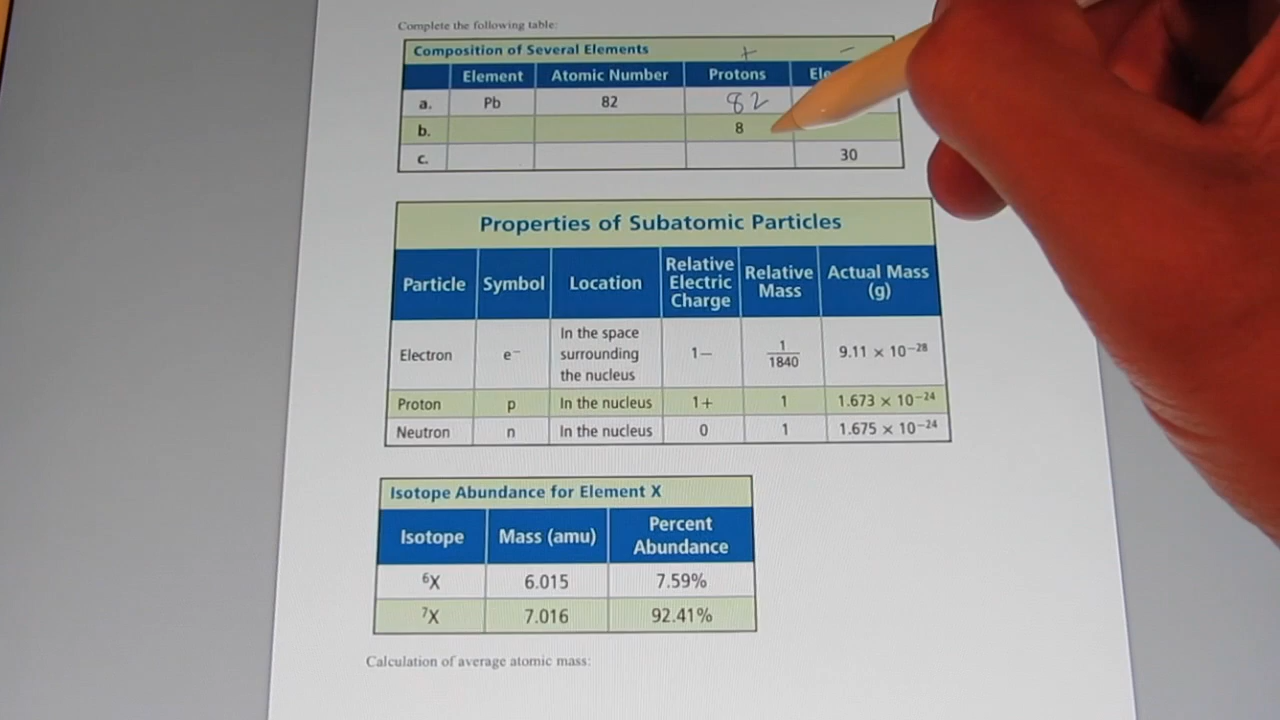 Complete the following table:
Composition of Several Elements + −
Element Atomic Number Protons Ele
a. Pb 82 82
b. 8
c. 30
Properties of Subatomic Particles
Particle Symbol Location Relative Electric Charge Relative Mass Actual Mass (g)
Electron e⁻ In the space surrounding the nucleus 1− 1/1840 9.11 × 10⁻²⁸
Proton p In the nucleus 1+ 1 1.673 × 10⁻²⁴
Neutron n In the nucleus 0 1 1.675 × 10⁻²⁴
Isotope Abundance for Element X
Isotope Mass (amu) Percent Abundance
⁶X 6.015 7.59%
⁷X 7.016 92.41%
Calculation of average atomic mass: